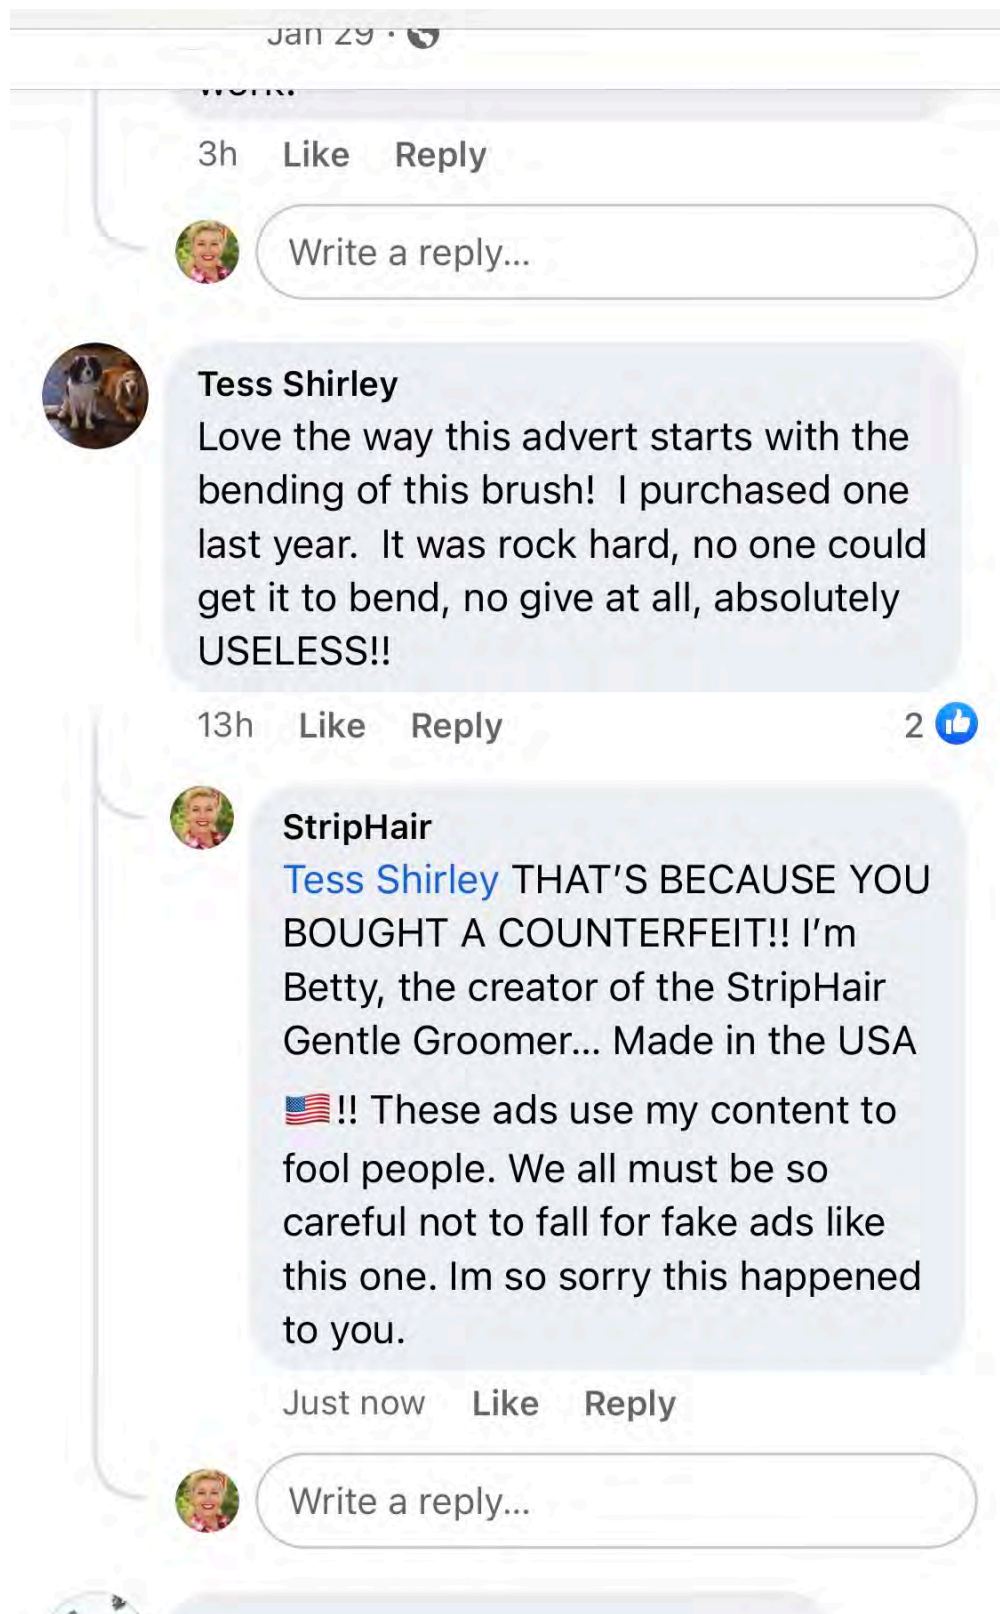 Jan 29 ·
work.
3h Like Reply
Write a reply...
Tess Shirley
Love the way this advert starts with the
bending of this brush!  I purchased one
last year.  It was rock hard, no one could
get it to bend, no give at all, absolutely
USELESS!!
13h Like Reply 2
StripHair
Tess Shirley THAT'S BECAUSE YOU
BOUGHT A COUNTERFEIT!! I'm
Betty, the creator of the StripHair
Gentle Groomer... Made in the USA
🇺🇸!! These ads use my content to
fool people. We all must be so
careful not to fall for fake ads like
this one. Im so sorry this happened
to you.
Just now Like Reply
Write a reply...